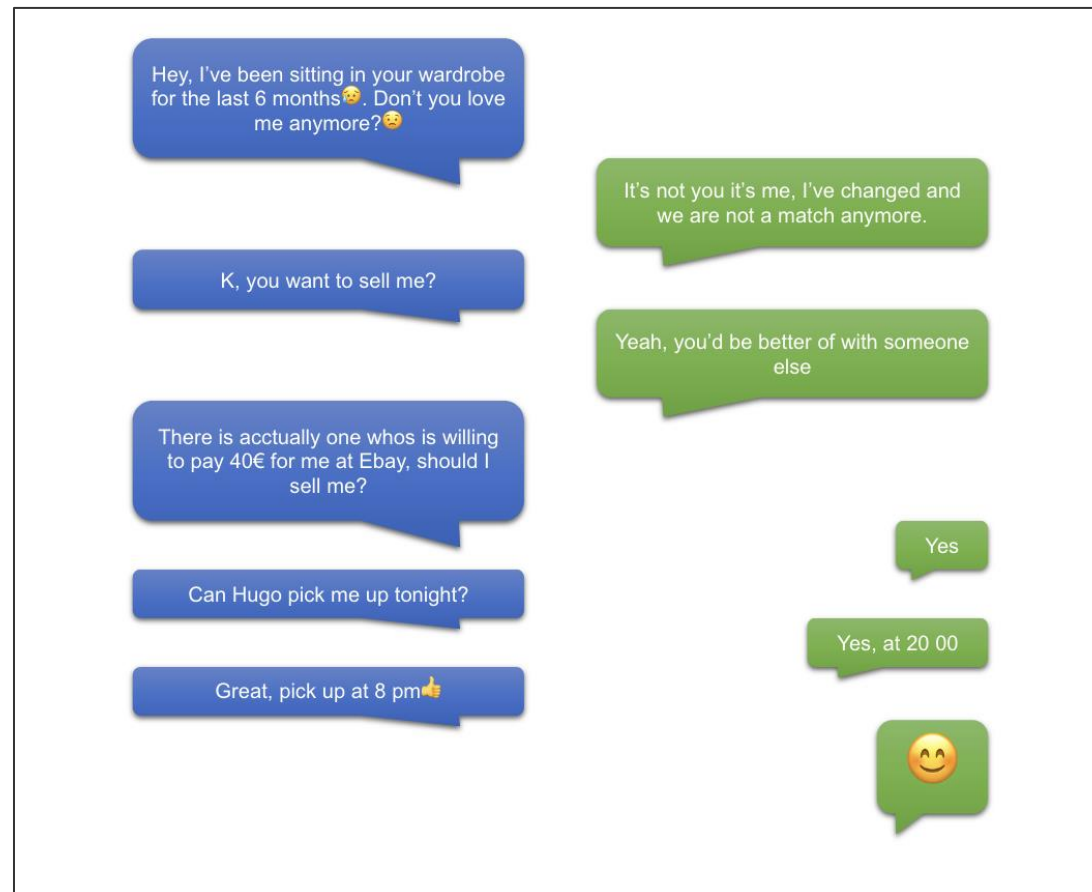 Hey, I've been sitting in your wardrobe
for the last 6 months😥. Don't you love
me anymore?😟
It's not you it's me, I've changed and
we are not a match anymore.
K, you want to sell me?
Yeah, you'd be better of with someone
else
There is acctually one whos is willing
to pay 40€ for me at Ebay, should I
sell me?
Yes
Can Hugo pick me up tonight?
Yes, at 20 00
Great, pick up at 8 pm👍
😊